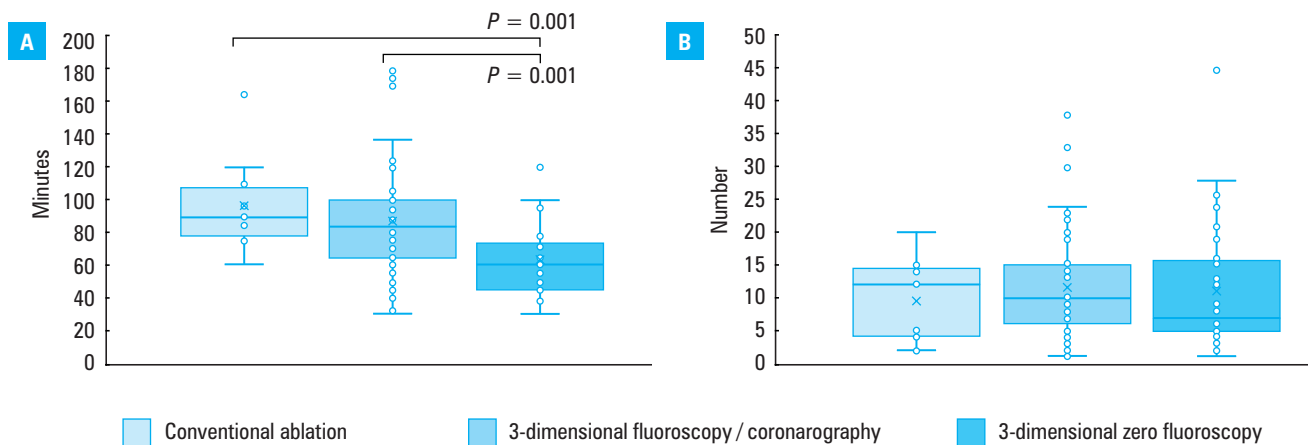 A
P = 0.001
P = 0.001
Minutes
200
180
160
140
120
100
80
60
40
20
0
B
Number
50
45
40
35
30
25
20
15
10
5
0
Conventional ablation
3-dimensional fluoroscopy / coronarography
3-dimensional zero fluoroscopy